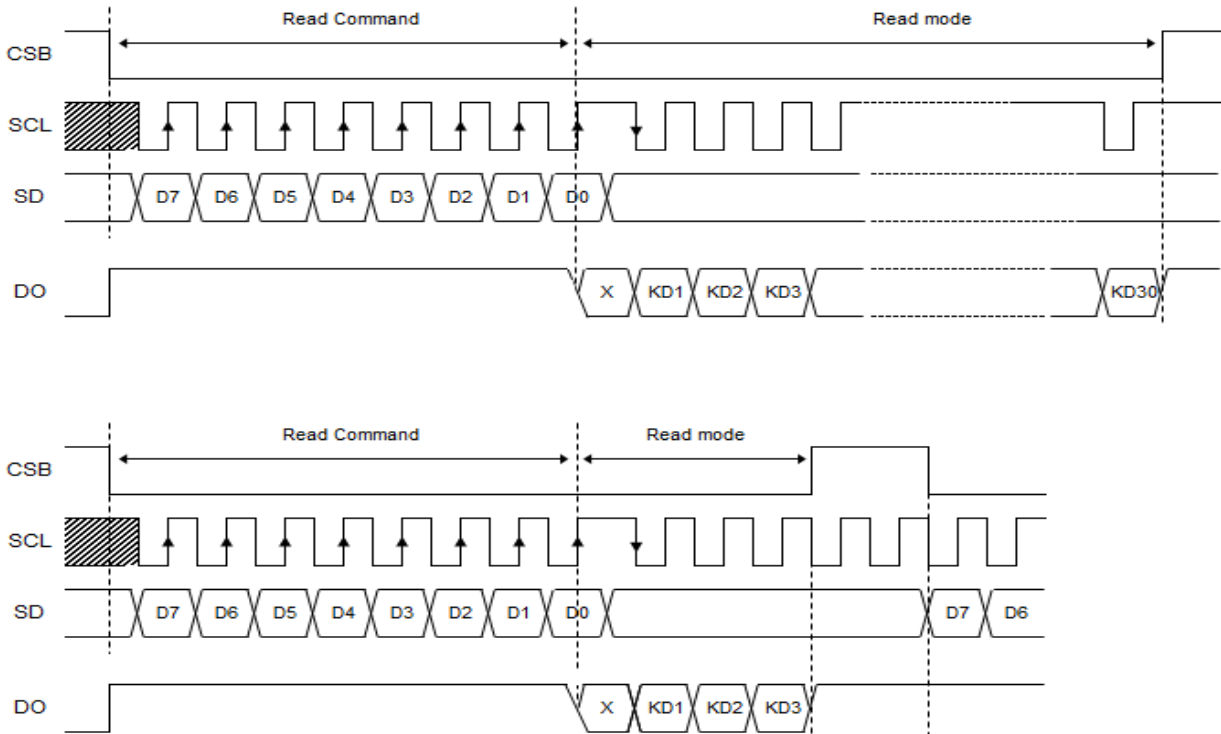 Read Command Read mode
CSB
SCL
SD D7 D6 D5 D4 D3 D2 D1 D0
DO X KD1 KD2 KD3 KD30
Read Command Read mode
CSB
SCL
SD D7 D6 D5 D4 D3 D2 D1 D0 D7 D6
DO X KD1 KD2 KD3